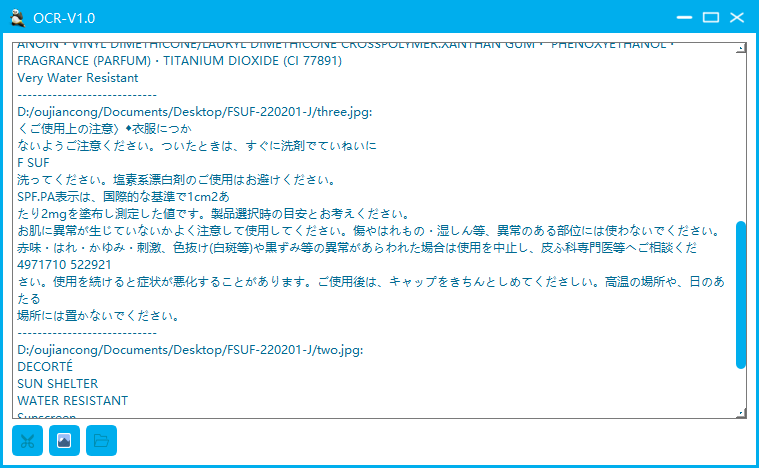 OCR-V1.0
ANOIN・VINYL DIMETHICONE/LAURYL DIMETHICONE CROSSPOLYMER.XANTHAN GUM・ PHENOXYETHANOL・
FRAGRANCE (PARFUM)・TITANIUM DIOXIDE (CI 77891)
Very Water Resistant
---------------------------
D:/oujiancong/Documents/Desktop/FSUF-220201-J/three.jpg:
くご使用上の注意〉◆衣服につか
ないようご注意ください。ついたときは、すぐに洗剤でていねいに
F SUF
洗ってください。塩素系漂白剤のご使用はお避けください。
SPF.PA表示は、国際的な基準で1cm2あ
たり2mgを塗布し測定した値です。製品選択時の目安とお考えください。
お肌に異常が生じていないかよく注意して使用してください。傷やはれもの・湿しん等、異常のある部位には使わないでください。
赤味・はれ・かゆみ・刺激、色抜け(白斑等)や黒ずみ等の異常があらわれた場合は使用を中止し、皮ふ科専門医等へご相談くだ
4971710 522921
さい。使用を続けると症状が悪化することがあります。ご使用後は、キャップをきちんとしめてくださしい。高温の場所や、日のあ
たる
場所には置かないでください。
---------------------------
D:/oujiancong/Documents/Desktop/FSUF-220201-J/two.jpg:
DECORTÉ
SUN SHELTER
WATER RESISTANT
Sunscreen